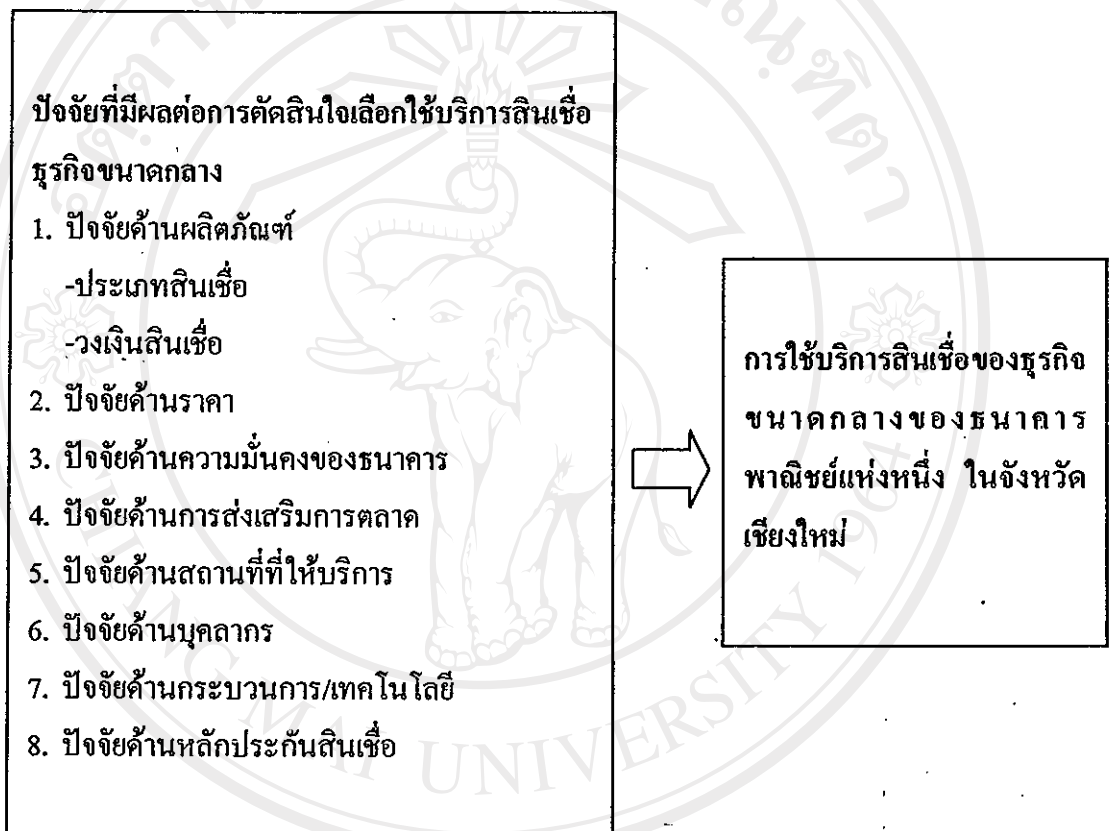 ปัจจัยที่มีผลต่อการตัดสินใจเลือกใช้บริการสินเชื่อ
ธุรกิจขนาดกลาง
1. ปัจจัยด้านผลิตภัณฑ์
-ประเภทสินเชื่อ
-วงเงินสินเชื่อ
2. ปัจจัยด้านราคา
3. ปัจจัยด้านความมั่นคงของธนาคาร
4. ปัจจัยด้านการส่งเสริมการตลาด
5. ปัจจัยด้านสถานที่ที่ให้บริการ
6. ปัจจัยด้านบุคลากร
7. ปัจจัยด้านกระบวนการ/เทคโนโลยี
8. ปัจจัยด้านหลักประกันสินเชื่อ
การใช้บริการสินเชื่อของธุรกิจ
ขนาดกลางของธนาคาร
พาณิชย์แห่งหนึ่ง ในจังหวัด
เชียงใหม่
CHIANG MAI UNIVERSITY 1964